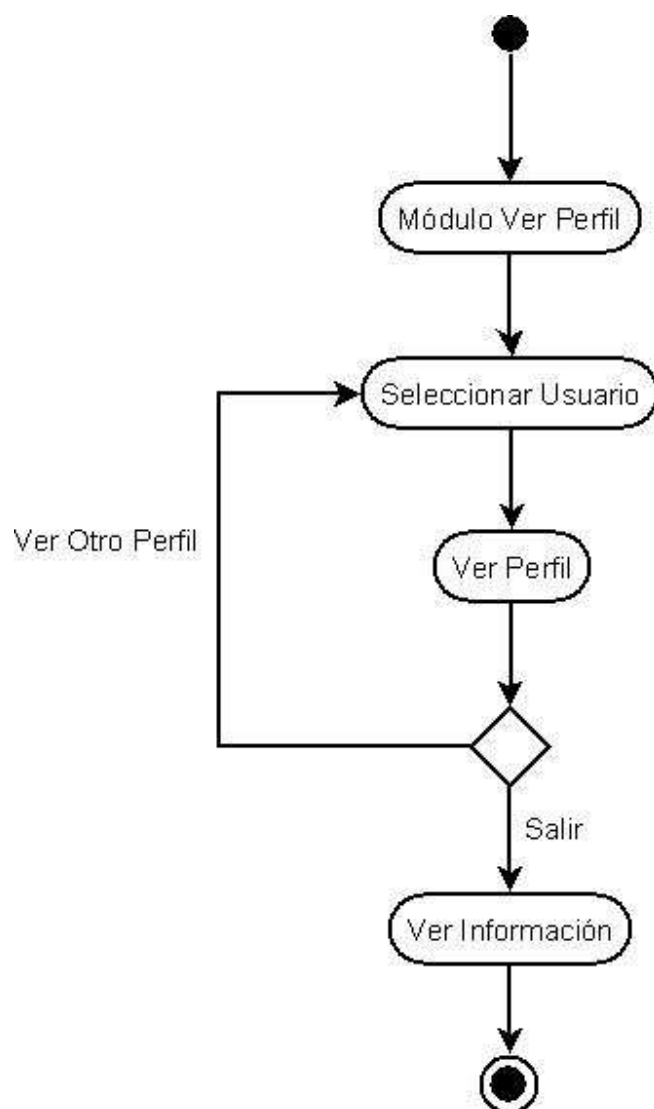 Módulo Ver Perfil
Seleccionar Usuario
Ver Otro Perfil
Ver Perfil
Salir
Ver Información